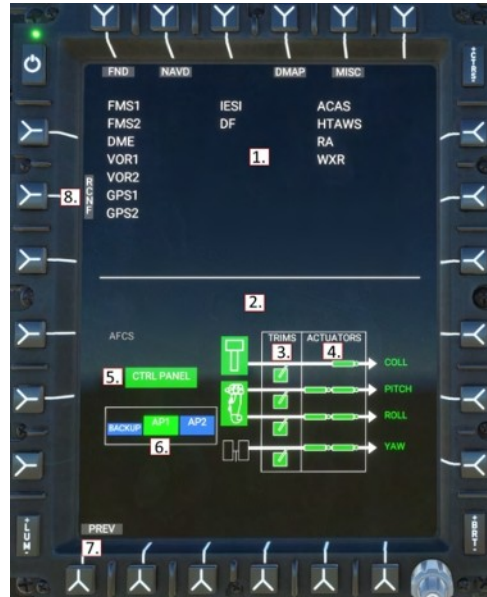 FND NAVD DMAP MISC
+CTRS-
FMS1 IESI ACAS
FMS2 DF HTAWS
DME RA
1.
VOR1 WXR
VOR2
8. RCNF
GPS1
GPS2
2.
AFCS TRIMS ACTUATORS
3. 4.
COLL
5. CTRL PANEL
PITCH
BACKUP AP1 AP2
ROLL
6.
YAW
+LUM-
+BRT-
PREV
7.